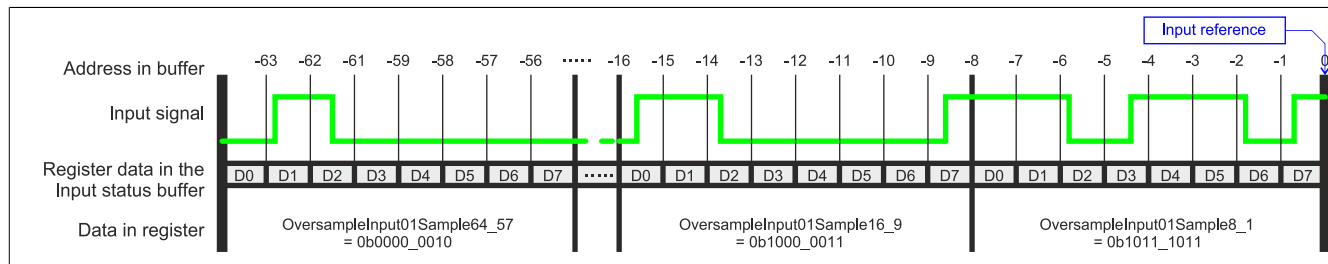 Input reference
Address in buffer -63 -62 -61 -59 -58 -57 -56 ····· -16 -15 -14 -13 -12 -11 -10 -9 -8 -7 -6 -5 -4 -3 -2 -1 0
Input signal
Register data in the
Input status buffer
D0 D1 D2 D3 D4 D5 D6 D7 ····· D0 D1 D2 D3 D4 D5 D6 D7 D0 D1 D2 D3 D4 D5 D6 D7
Data in register
OversampleInput01Sample64_57
= 0b0000_0010
OversampleInput01Sample16_9
= 0b1000_0011
OversampleInput01Sample8_1
= 0b1011_1011